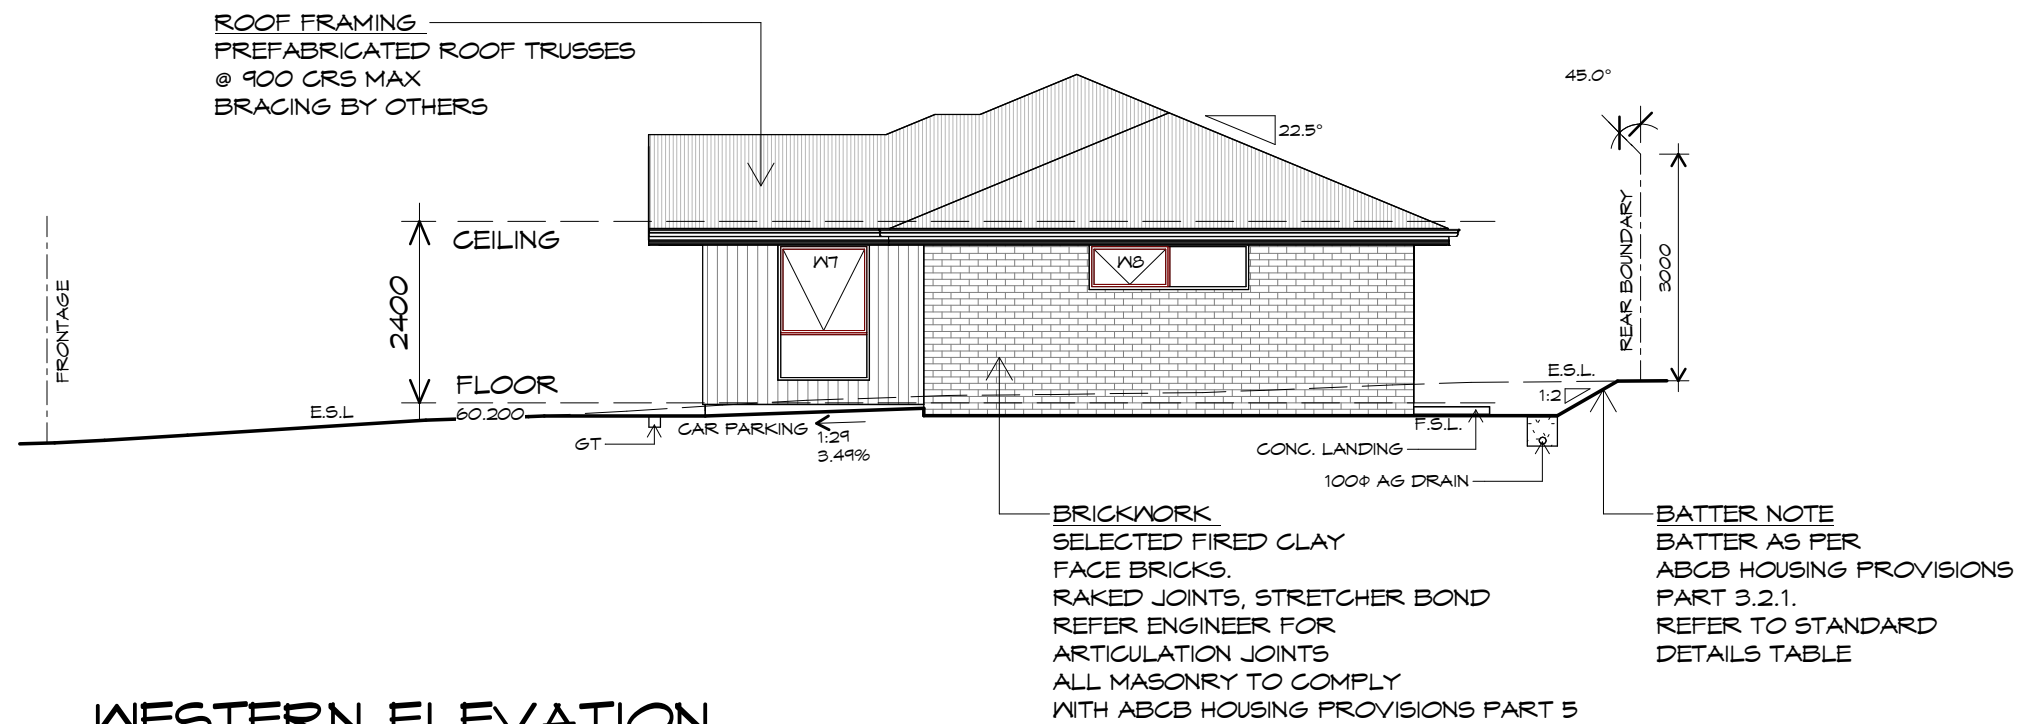 ROOF FRAMING
PREFABRICATED ROOF TRUSSES
@ 900 CRS MAX
BRACING BY OTHERS
45.0°
22.5°
CEILING
2400
FRONTAGE
W7
W8
REAR BOUNDARY
3000
FLOOR
60.200
E.S.L
E.S.L.
1:2
GT
CAR PARKING
1:29
3.49%
F.S.L.
CONC. LANDING
100Φ AG DRAIN
BRICKWORK
SELECTED FIRED CLAY
FACE BRICKS.
RAKED JOINTS, STRETCHER BOND
REFER ENGINEER FOR
ARTICULATION JOINTS
ALL MASONRY TO COMPLY
WITH ABCB HOUSING PROVISIONS PART 5
BATTER NOTE
BATTER AS PER
ABCB HOUSING PROVISIONS
PART 3.2.1.
REFER TO STANDARD
DETAILS TABLE
WESTERN ELEVATION